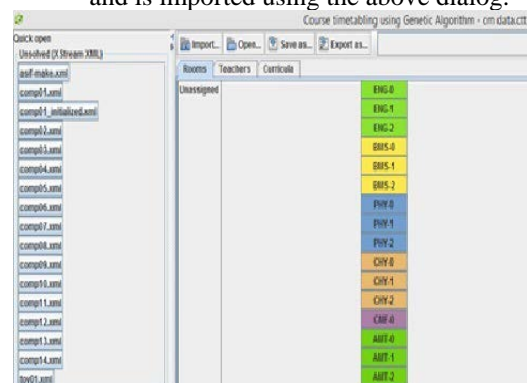 and is imported using the above dialog.
Course timetabling using Genetic Algorithm - cm data.ctt
Quick open
Unsolved (XStream XML)
asif-make.xml
comp01.xml
comp01_initialized.xml
comp02.xml
comp03.xml
comp04.xml
comp05.xml
comp06.xml
comp07.xml
comp08.xml
comp09.xml
comp10.xml
comp11.xml
comp12.xml
comp13.xml
comp14.xml
toy01.xml
Import... Open... Save as... Export as...
Rooms Teachers Curricula
Unassigned
ENG-0
ENG-1
ENG-2
BMS-0
BMS-1
BMS-2
PHY-0
PHY-1
PHY-2
CHY-0
CHY-1
CHY-2
CMF-0
AMT-0
AMT-1
AMT-2